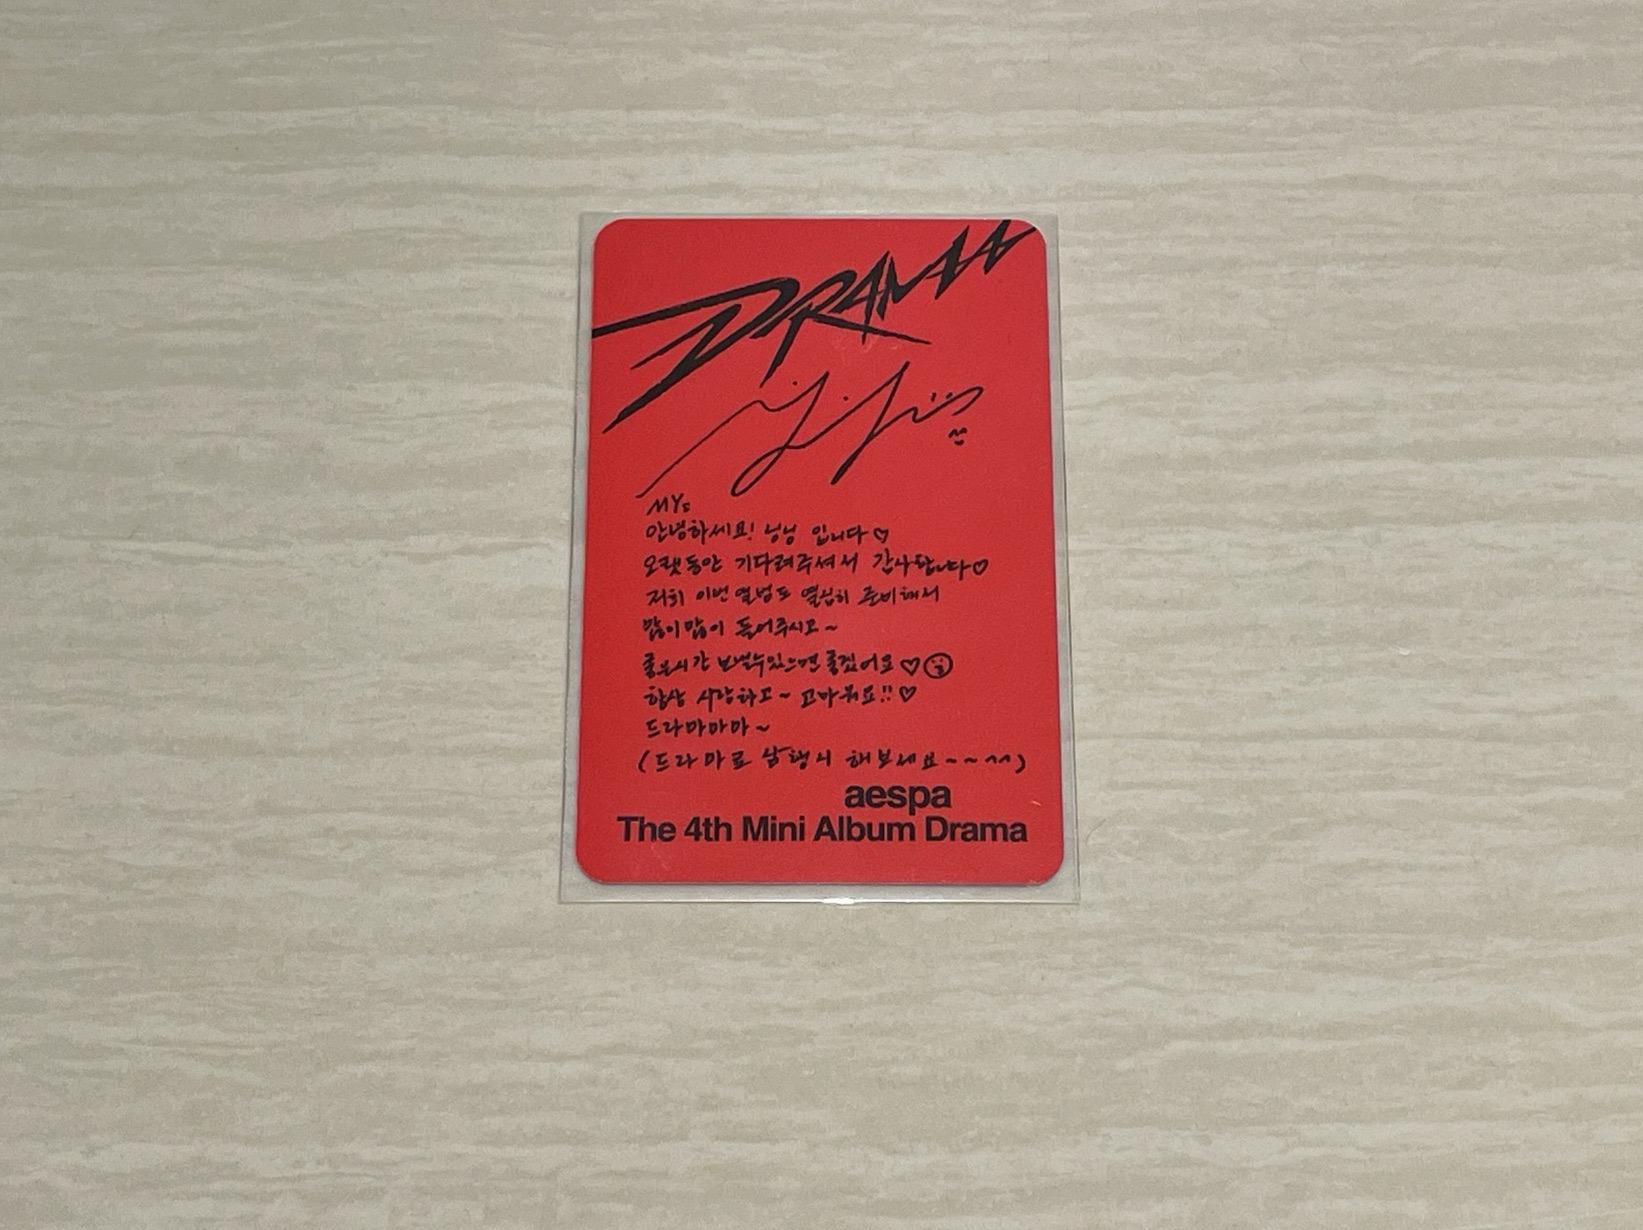 DRAMA
MYs
안녕하세요! 닝닝 입니다♡
오랫동안 기다려주셔서 감사합니다♡
저희 이번 앨범도 열심히 준비해서
많이많이 들어주시고~
좋은시간 보낼수있으면 좋겠어요♡
항상 사랑하고~ 고마워요!!♡
드라마마마~
(드라마로 삼행시 해보세요~~^^)
aespa
The 4th Mini Album Drama